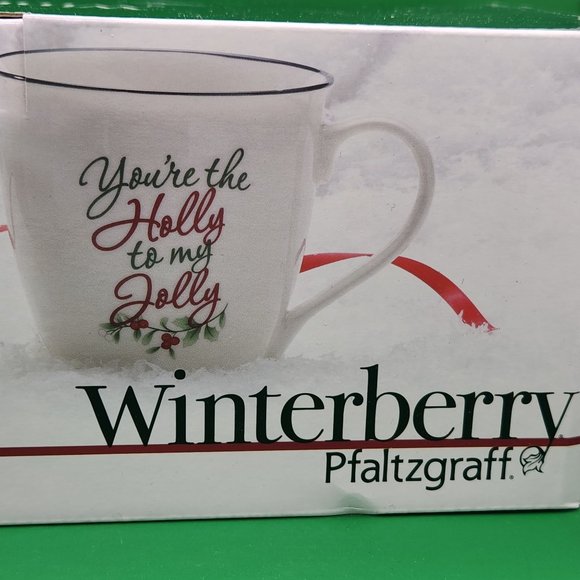 You're the
Holly
to my
Jolly
Winterberry
Pfaltzgraff®